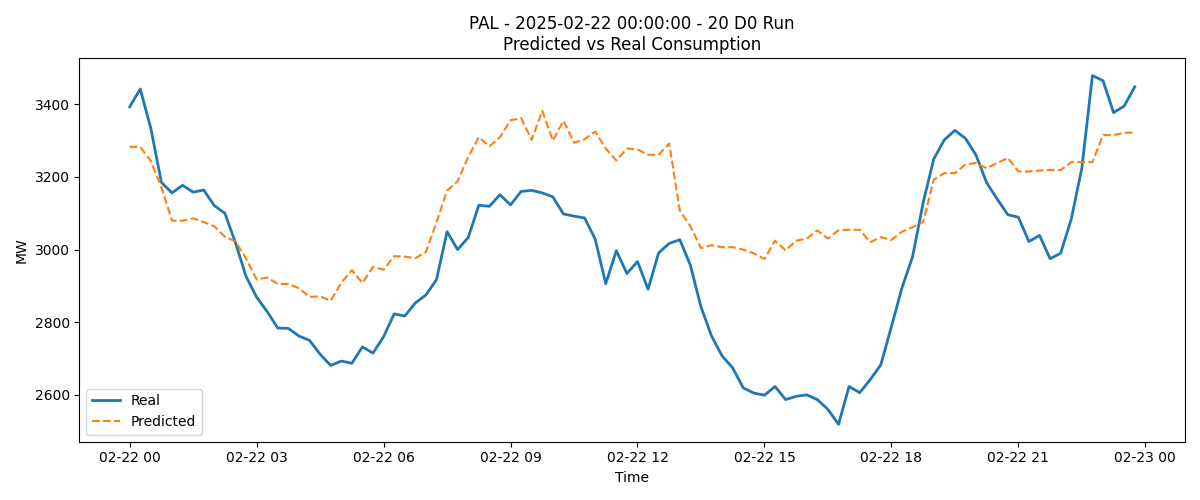 PAL - 2025-02-22 00:00:00 - 20 D0 Run
Predicted vs Real Consumption
MW
3400
3200
3000
2800
2600
Real
Predicted
02-22 00
02-22 03
02-22 06
02-22 09
02-22 12
02-22 15
02-22 18
02-22 21
02-23 00
Time